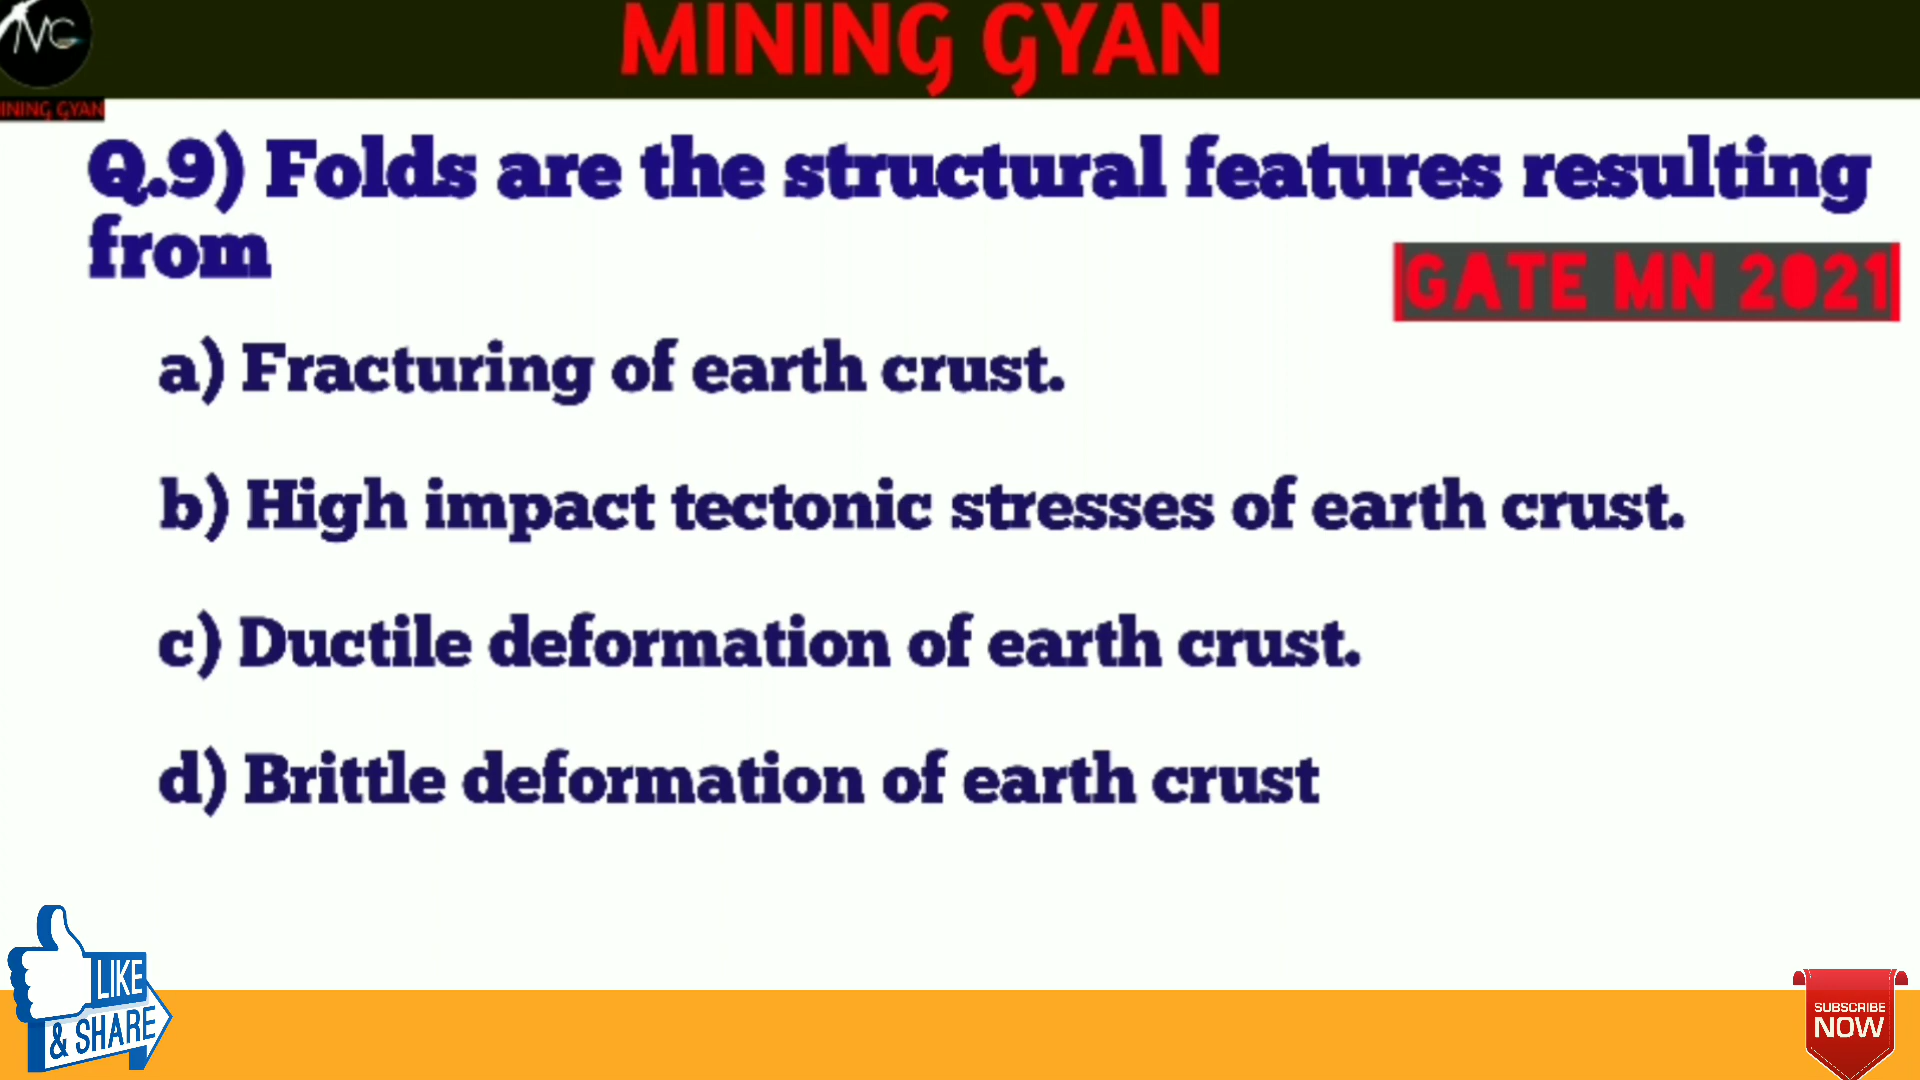 MINING GYAN
NG
INING GYAN
Q.9) Folds are the structural features resulting
from
GATE MN 2021
a) Fracturing of earth crust.
b) High impact tectonic stresses of earth crust.
c) Ductile deformation of earth crust.
d) Brittle deformation of earth crust
LIKE
& SHARE
SUBSCRIBE
NOW